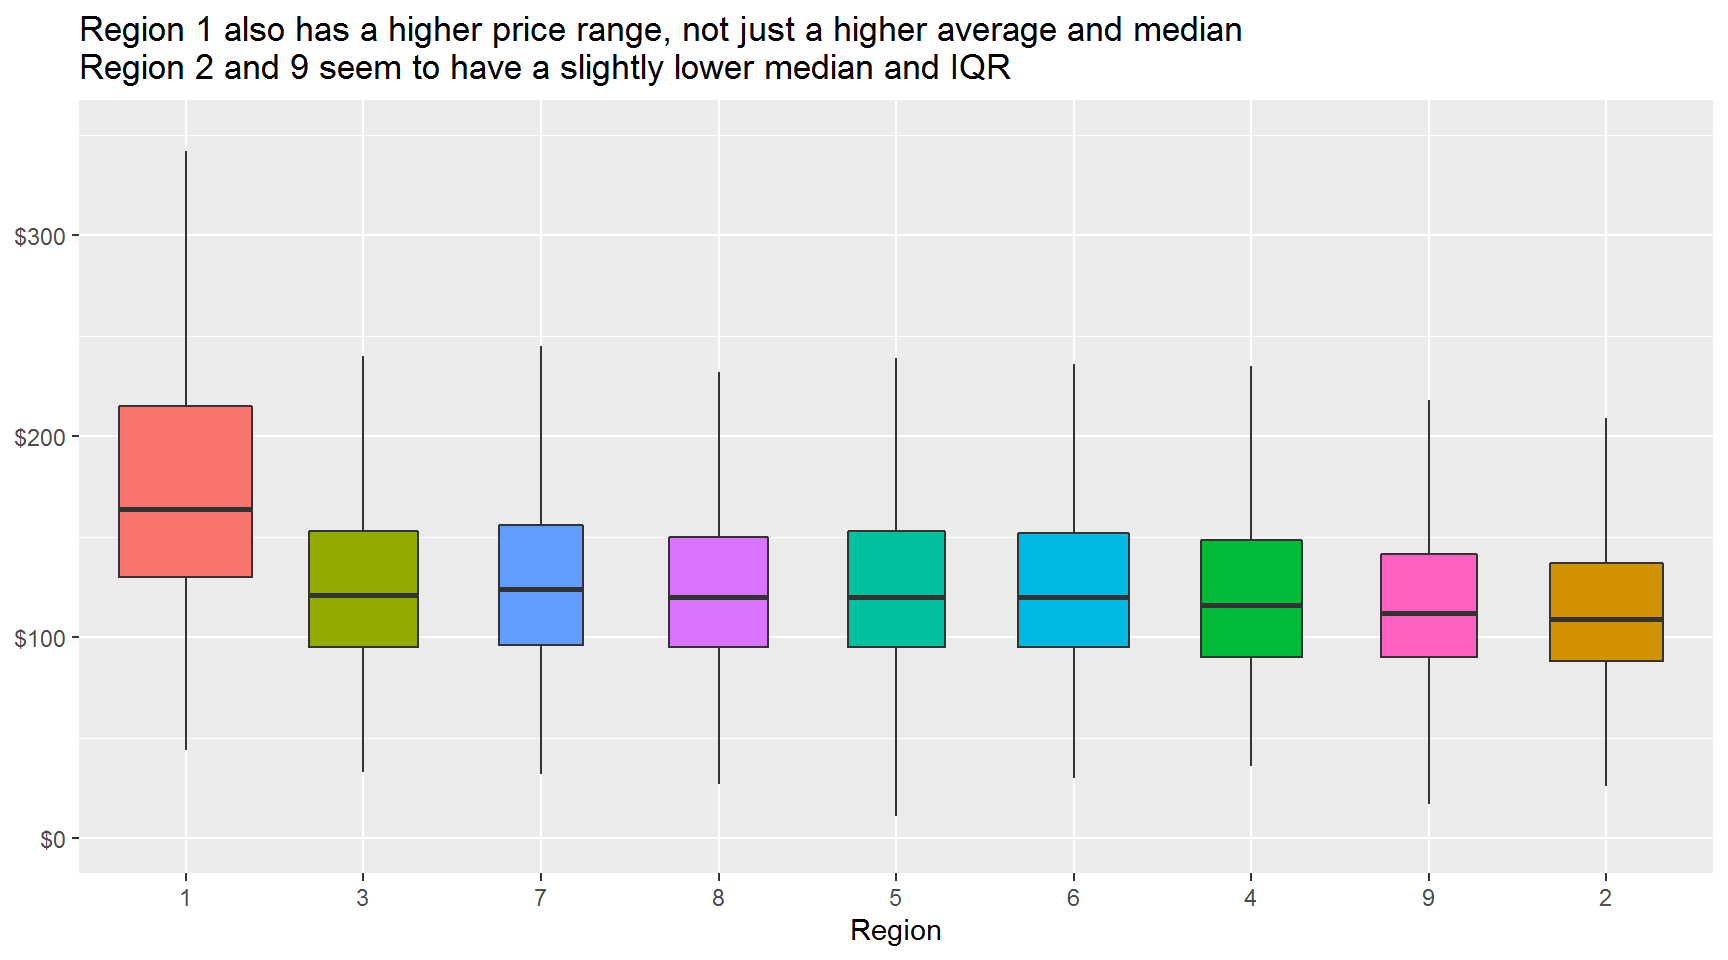 Region 1 also has a higher price range, not just a higher average and median
Region 2 and 9 seem to have a slightly lower median and IQR
$300
$200
$100
$0
1 3 7 8 5 6 4 9 2
Region